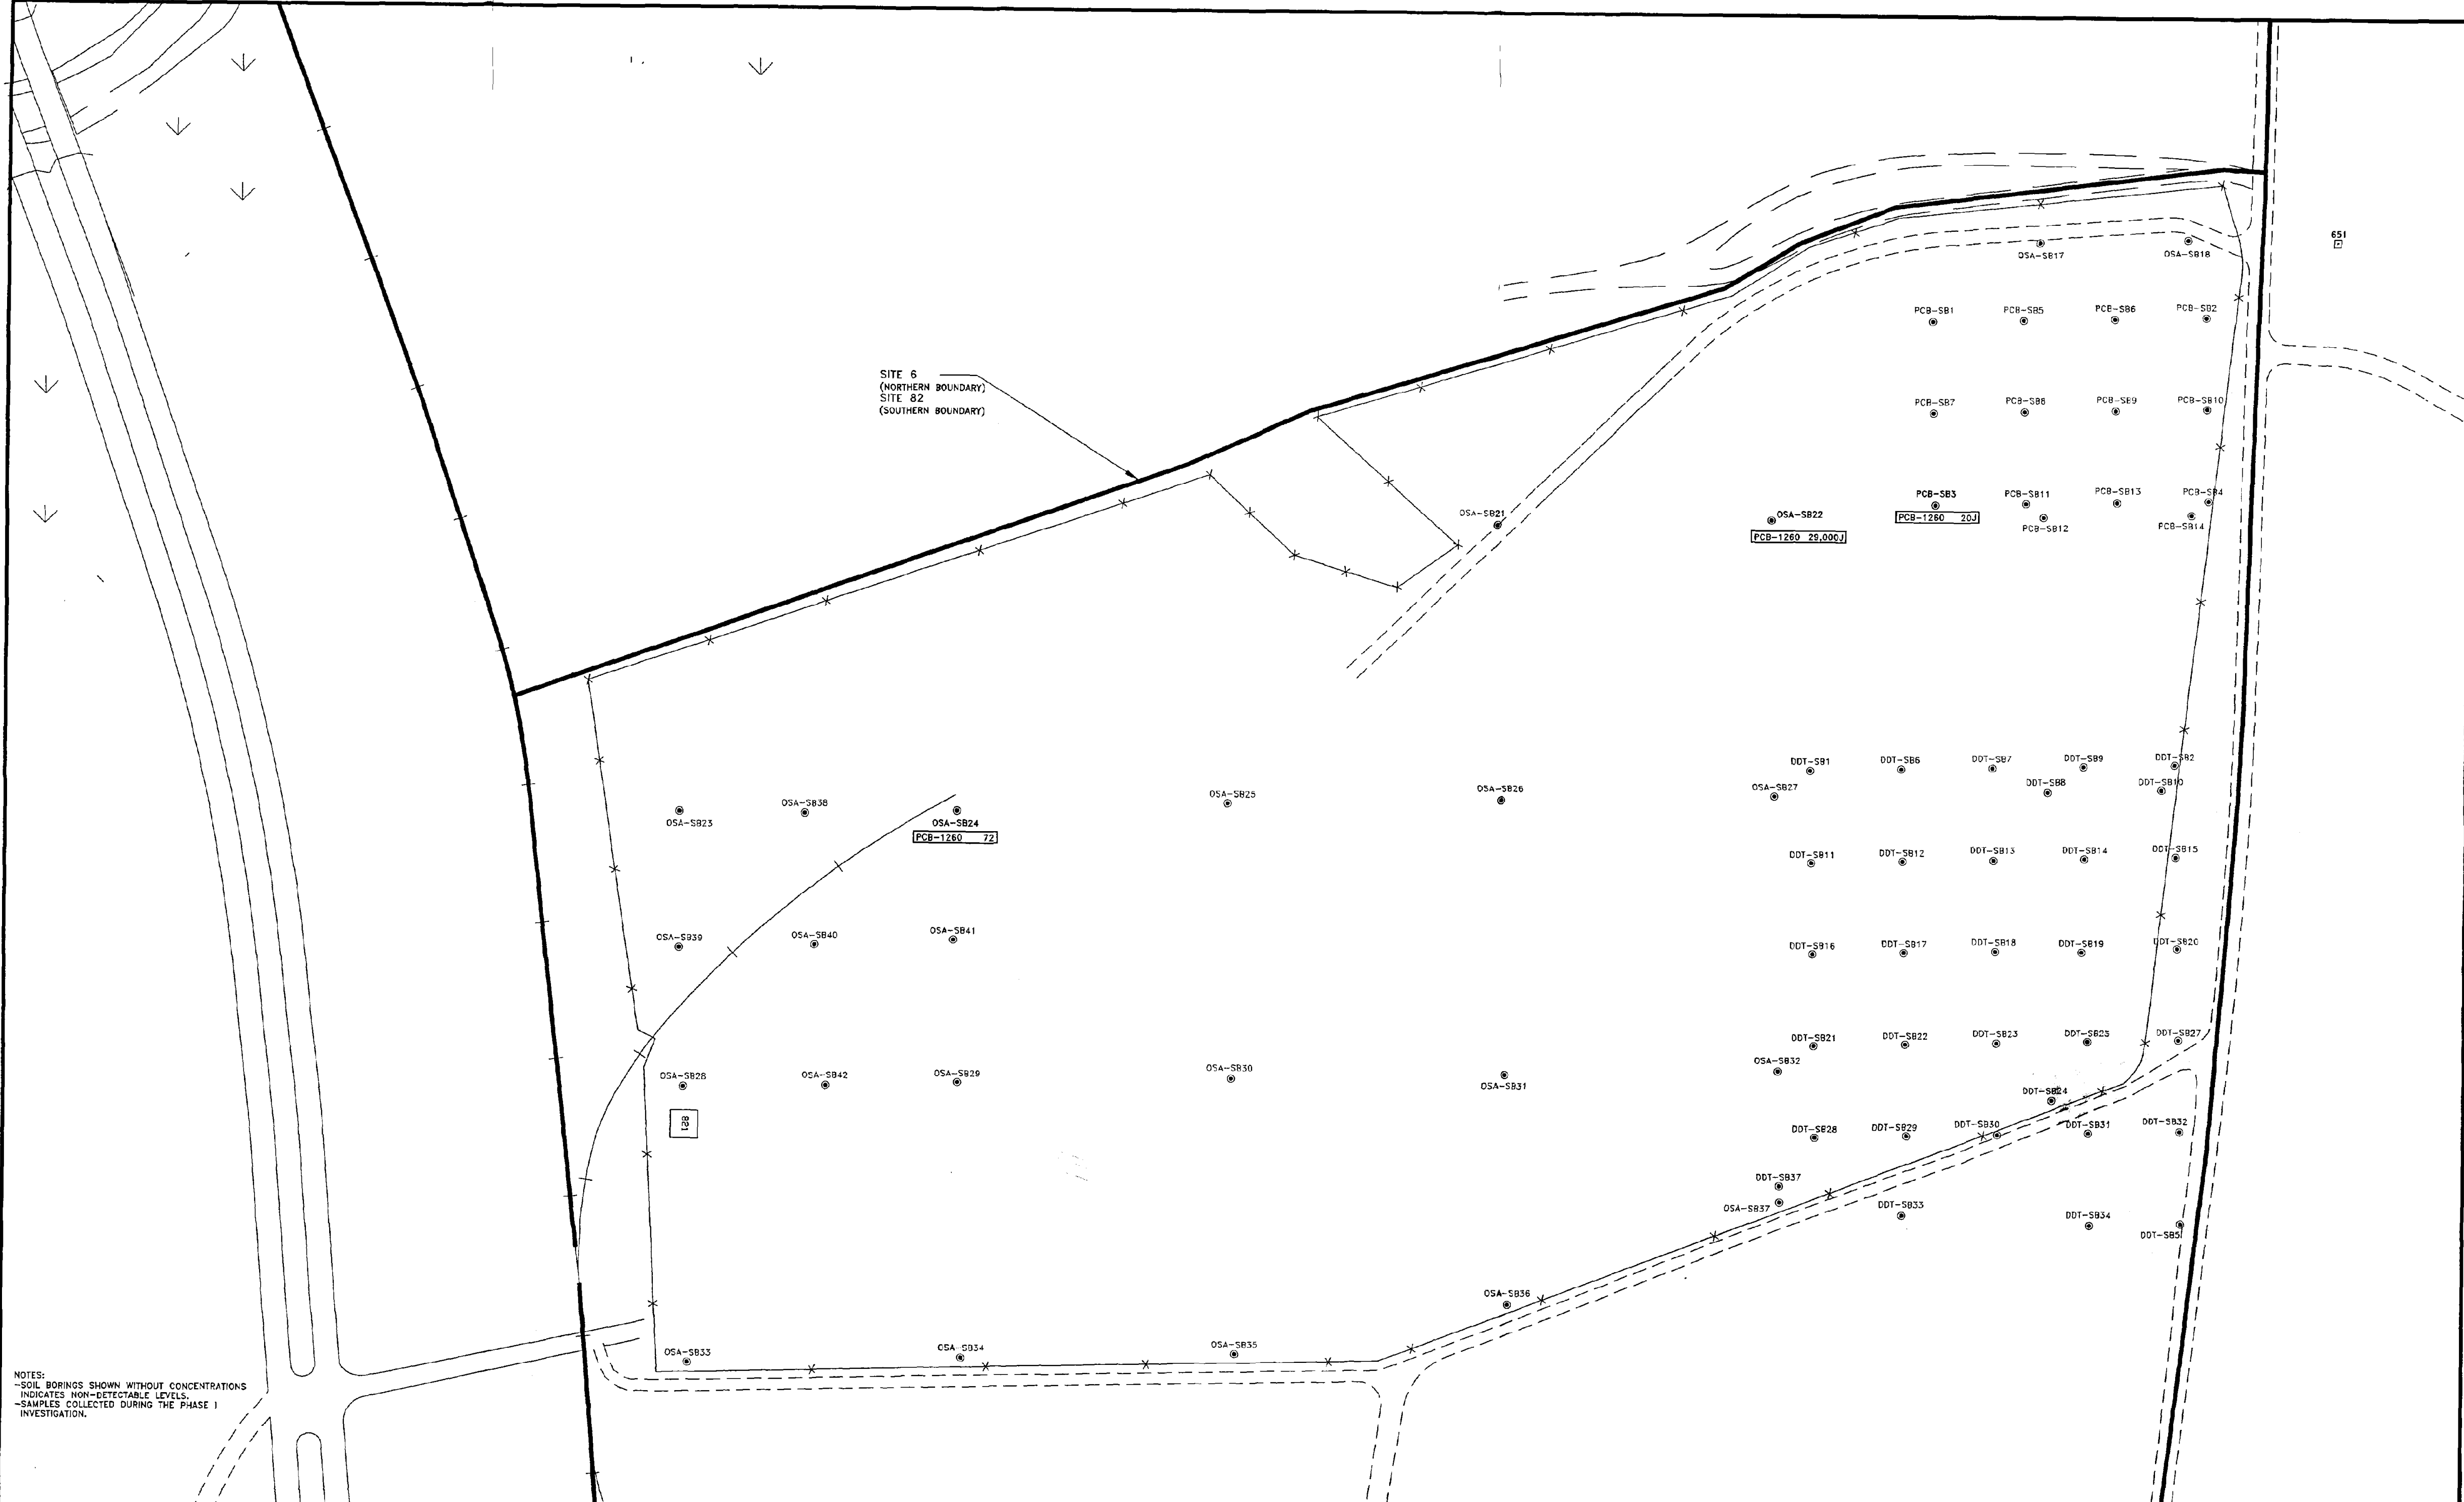 651
OSA-SB17
OSA-SB18
PCB-SB1
PCB-SB5
PCB-SB6
PCB-SB2
SITE 6
(NORTHERN BOUNDARY)
SITE 82
(SOUTHERN BOUNDARY)
PCB-SB7
PCB-SB8
PCB-SB9
PCB-SB10
PCB-SB3
PCB-1260 20J
PCB-SB11
PCB-SB13
PCB-SB4
OSA-SB21
OSA-SB22
PCB-1260 29,000J
PCB-SB12
PCB-SB14
DDT-SB1
DDT-SB6
DDT-SB7
DDT-SB9
DDT-SB2
DDT-SB8
DDT-SB10
OSA-SB23
OSA-SB38
OSA-SB24
PCB-1260 72
OSA-SB25
OSA-SB26
OSA-SB27
DDT-SB11
DDT-SB12
DDT-SB13
DDT-SB14
DDT-SB15
OSA-SB39
OSA-SB40
OSA-SB41
DDT-SB16
DDT-SB17
DDT-SB18
DDT-SB19
DDT-SB20
DDT-SB21
DDT-SB22
DDT-SB23
DDT-SB25
DDT-SB27
OSA-SB28
OSA-SB42
OSA-SB29
OSA-SB30
OSA-SB31
OSA-SB32
DDT-SB24
821
DDT-SB28
DDT-SB29
DDT-SB30
DDT-SB31
DDT-SB32
DDT-SB37
OSA-SB37
DDT-SB33
DDT-SB34
DDT-SB5
OSA-SB36
OSA-SB33
OSA-SB34
OSA-SB35
NOTES:
-SOIL BORINGS SHOWN WITHOUT CONCENTRATIONS
INDICATES NON-DETECTABLE LEVELS.
-SAMPLES COLLECTED DURING THE PHASE I
INVESTIGATION.